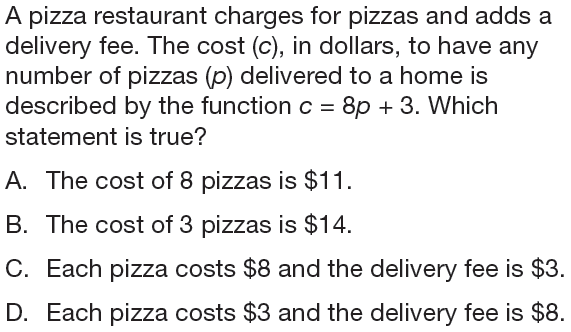 A pizza restaurant charges for pizzas and adds a
delivery fee. The cost (c), in dollars, to have any
number of pizzas (p) delivered to a home is
described by the function c = 8p + 3. Which
statement is true?
A. The cost of 8 pizzas is $11.
B. The cost of 3 pizzas is $14.
C. Each pizza costs $8 and the delivery fee is $3.
D. Each pizza costs $3 and the delivery fee is $8.